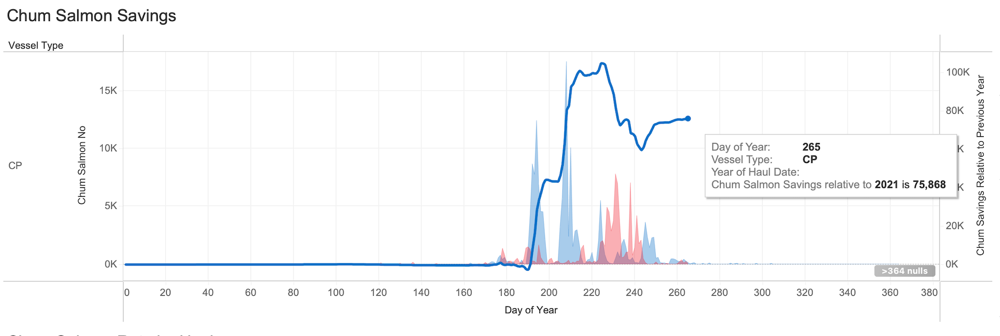 Chum Salmon Savings
Vessel Type
CP
Chum Salmon No
15K
10K
5K
0K
100K
80K
K
K
20K
0K
Chum Savings Relative to Previous Year
Day of Year: 265
Vessel Type: CP
Year of Haul Date:
Chum Salmon Savings relative to 2021 is 75,868
>364 nulls
0 20 40 60 80 100 120 140 160 180 200 220 240 260 280 300 320 340 360 380
Day of Year